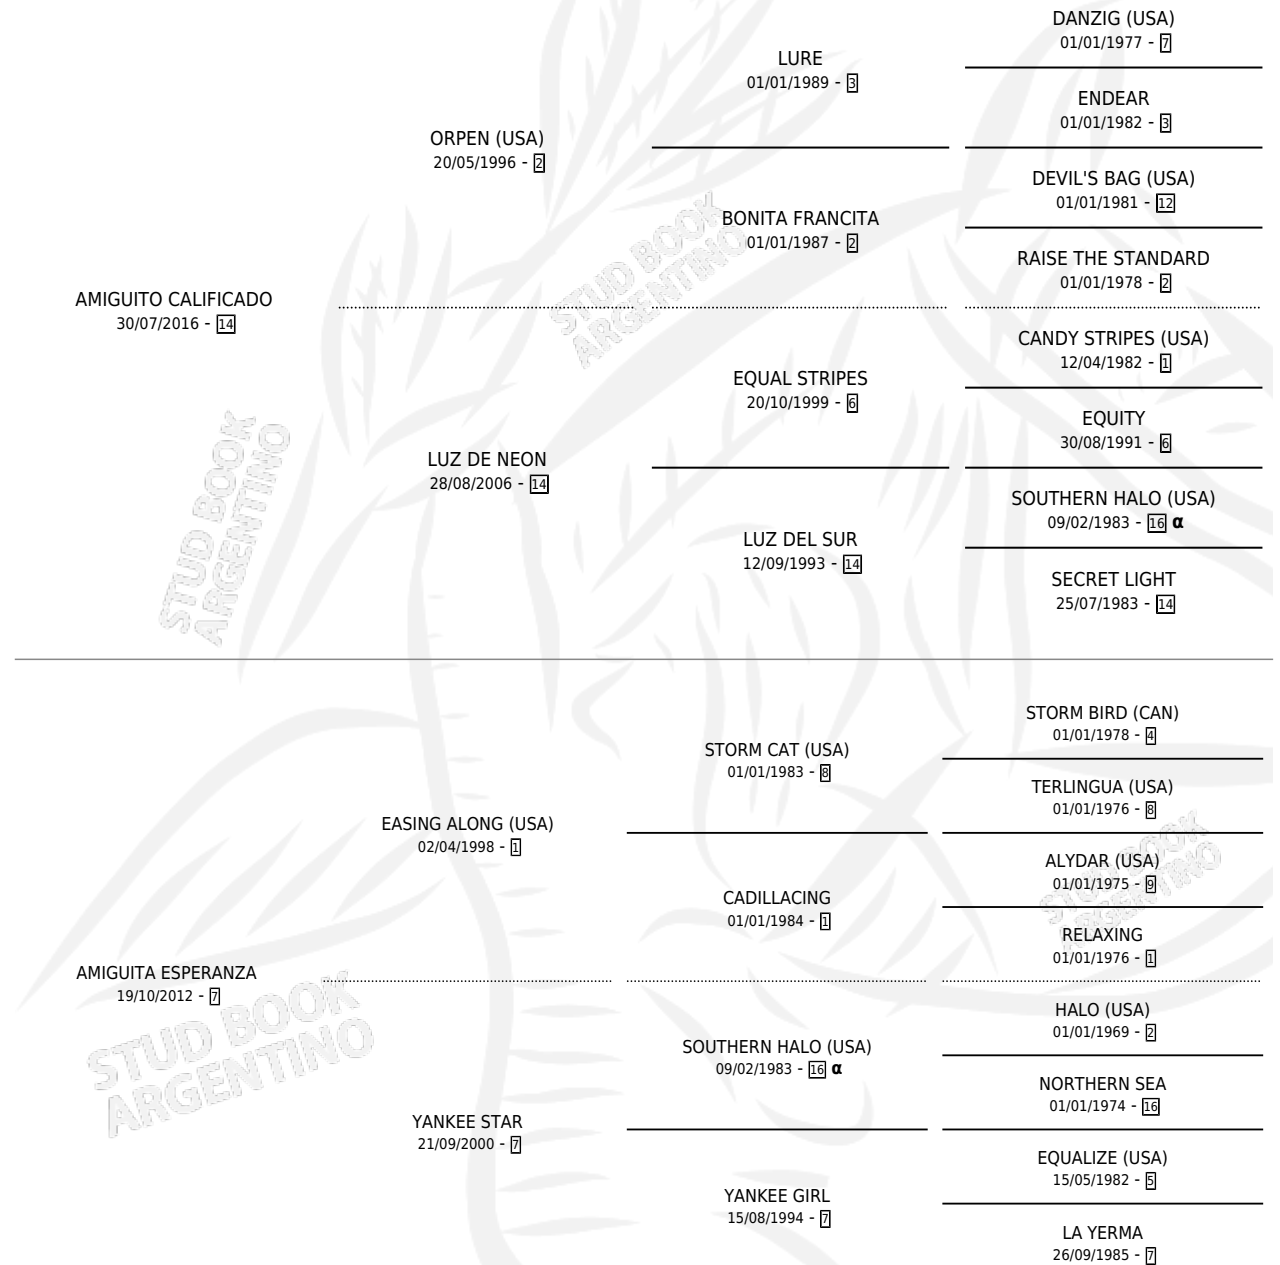 DANZIG (USA)
01/01/1977 - 7
LURE
01/01/1989 - 3
ENDEAR
01/01/1982 - 3
ORPEN (USA)
20/05/1996 - 2
DEVIL'S BAG (USA)
01/01/1981 - 12
BONITA FRANCITA
01/01/1987 - 2
RAISE THE STANDARD
01/01/1978 - 2
AMIGUITO CALIFICADO
30/07/2016 - 14
CANDY STRIPES (USA)
12/04/1982 - 1
EQUAL STRIPES
20/10/1999 - 6
EQUITY
30/08/1991 - 6
LUZ DE NEON
28/08/2006 - 14
SOUTHERN HALO (USA)
09/02/1983 - 16 α
LUZ DEL SUR
12/09/1993 - 14
SECRET LIGHT
25/07/1983 - 14
STORM BIRD (CAN)
01/01/1978 - 4
STORM CAT (USA)
01/01/1983 - 8
TERLINGUA (USA)
01/01/1976 - 8
EASING ALONG (USA)
02/04/1998 - 1
ALYDAR (USA)
01/01/1975 - 9
CADILLACING
01/01/1984 - 1
RELAXING
01/01/1976 - 1
AMIGUITA ESPERANZA
19/10/2012 - 7
HALO (USA)
01/01/1969 - 2
SOUTHERN HALO (USA)
09/02/1983 - 16 α
NORTHERN SEA
01/01/1974 - 16
YANKEE STAR
21/09/2000 - 7
EQUALIZE (USA)
15/05/1982 - 5
YANKEE GIRL
15/08/1994 - 7
LA YERMA
26/09/1985 - 7
STUD BOOK
ARGENTINO
STUD BOOK
ARGENTINO
STUD BOOK
ARGENTINO
STUD BOOK
ARGENTINO